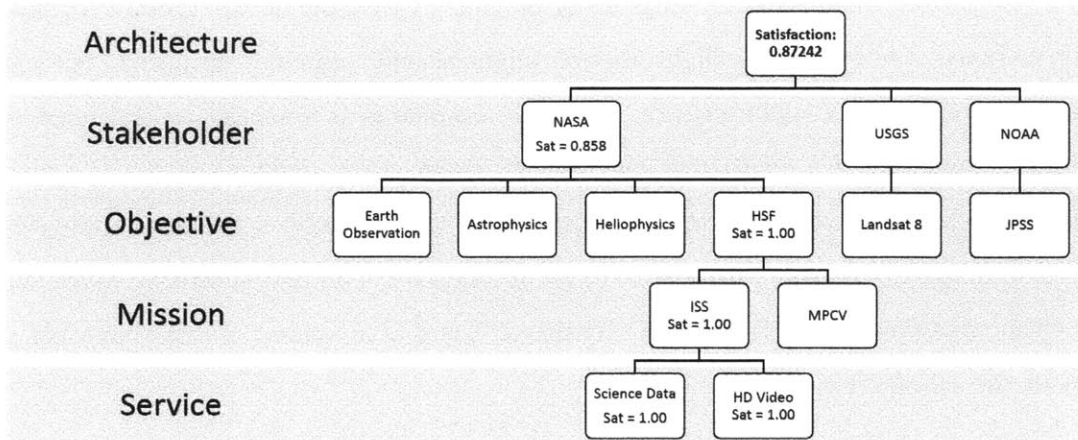 Architecture
Satisfaction:
0.87242
Stakeholder
NASA
Sat = 0.858
USGS
NOAA
Objective
Earth
Observation
Astrophysics
Heliophysics
HSF
Sat = 1.00
Landsat 8
JPSS
Mission
ISS
Sat = 1.00
MPCV
Service
Science Data
Sat = 1.00
HD Video
Sat = 1.00